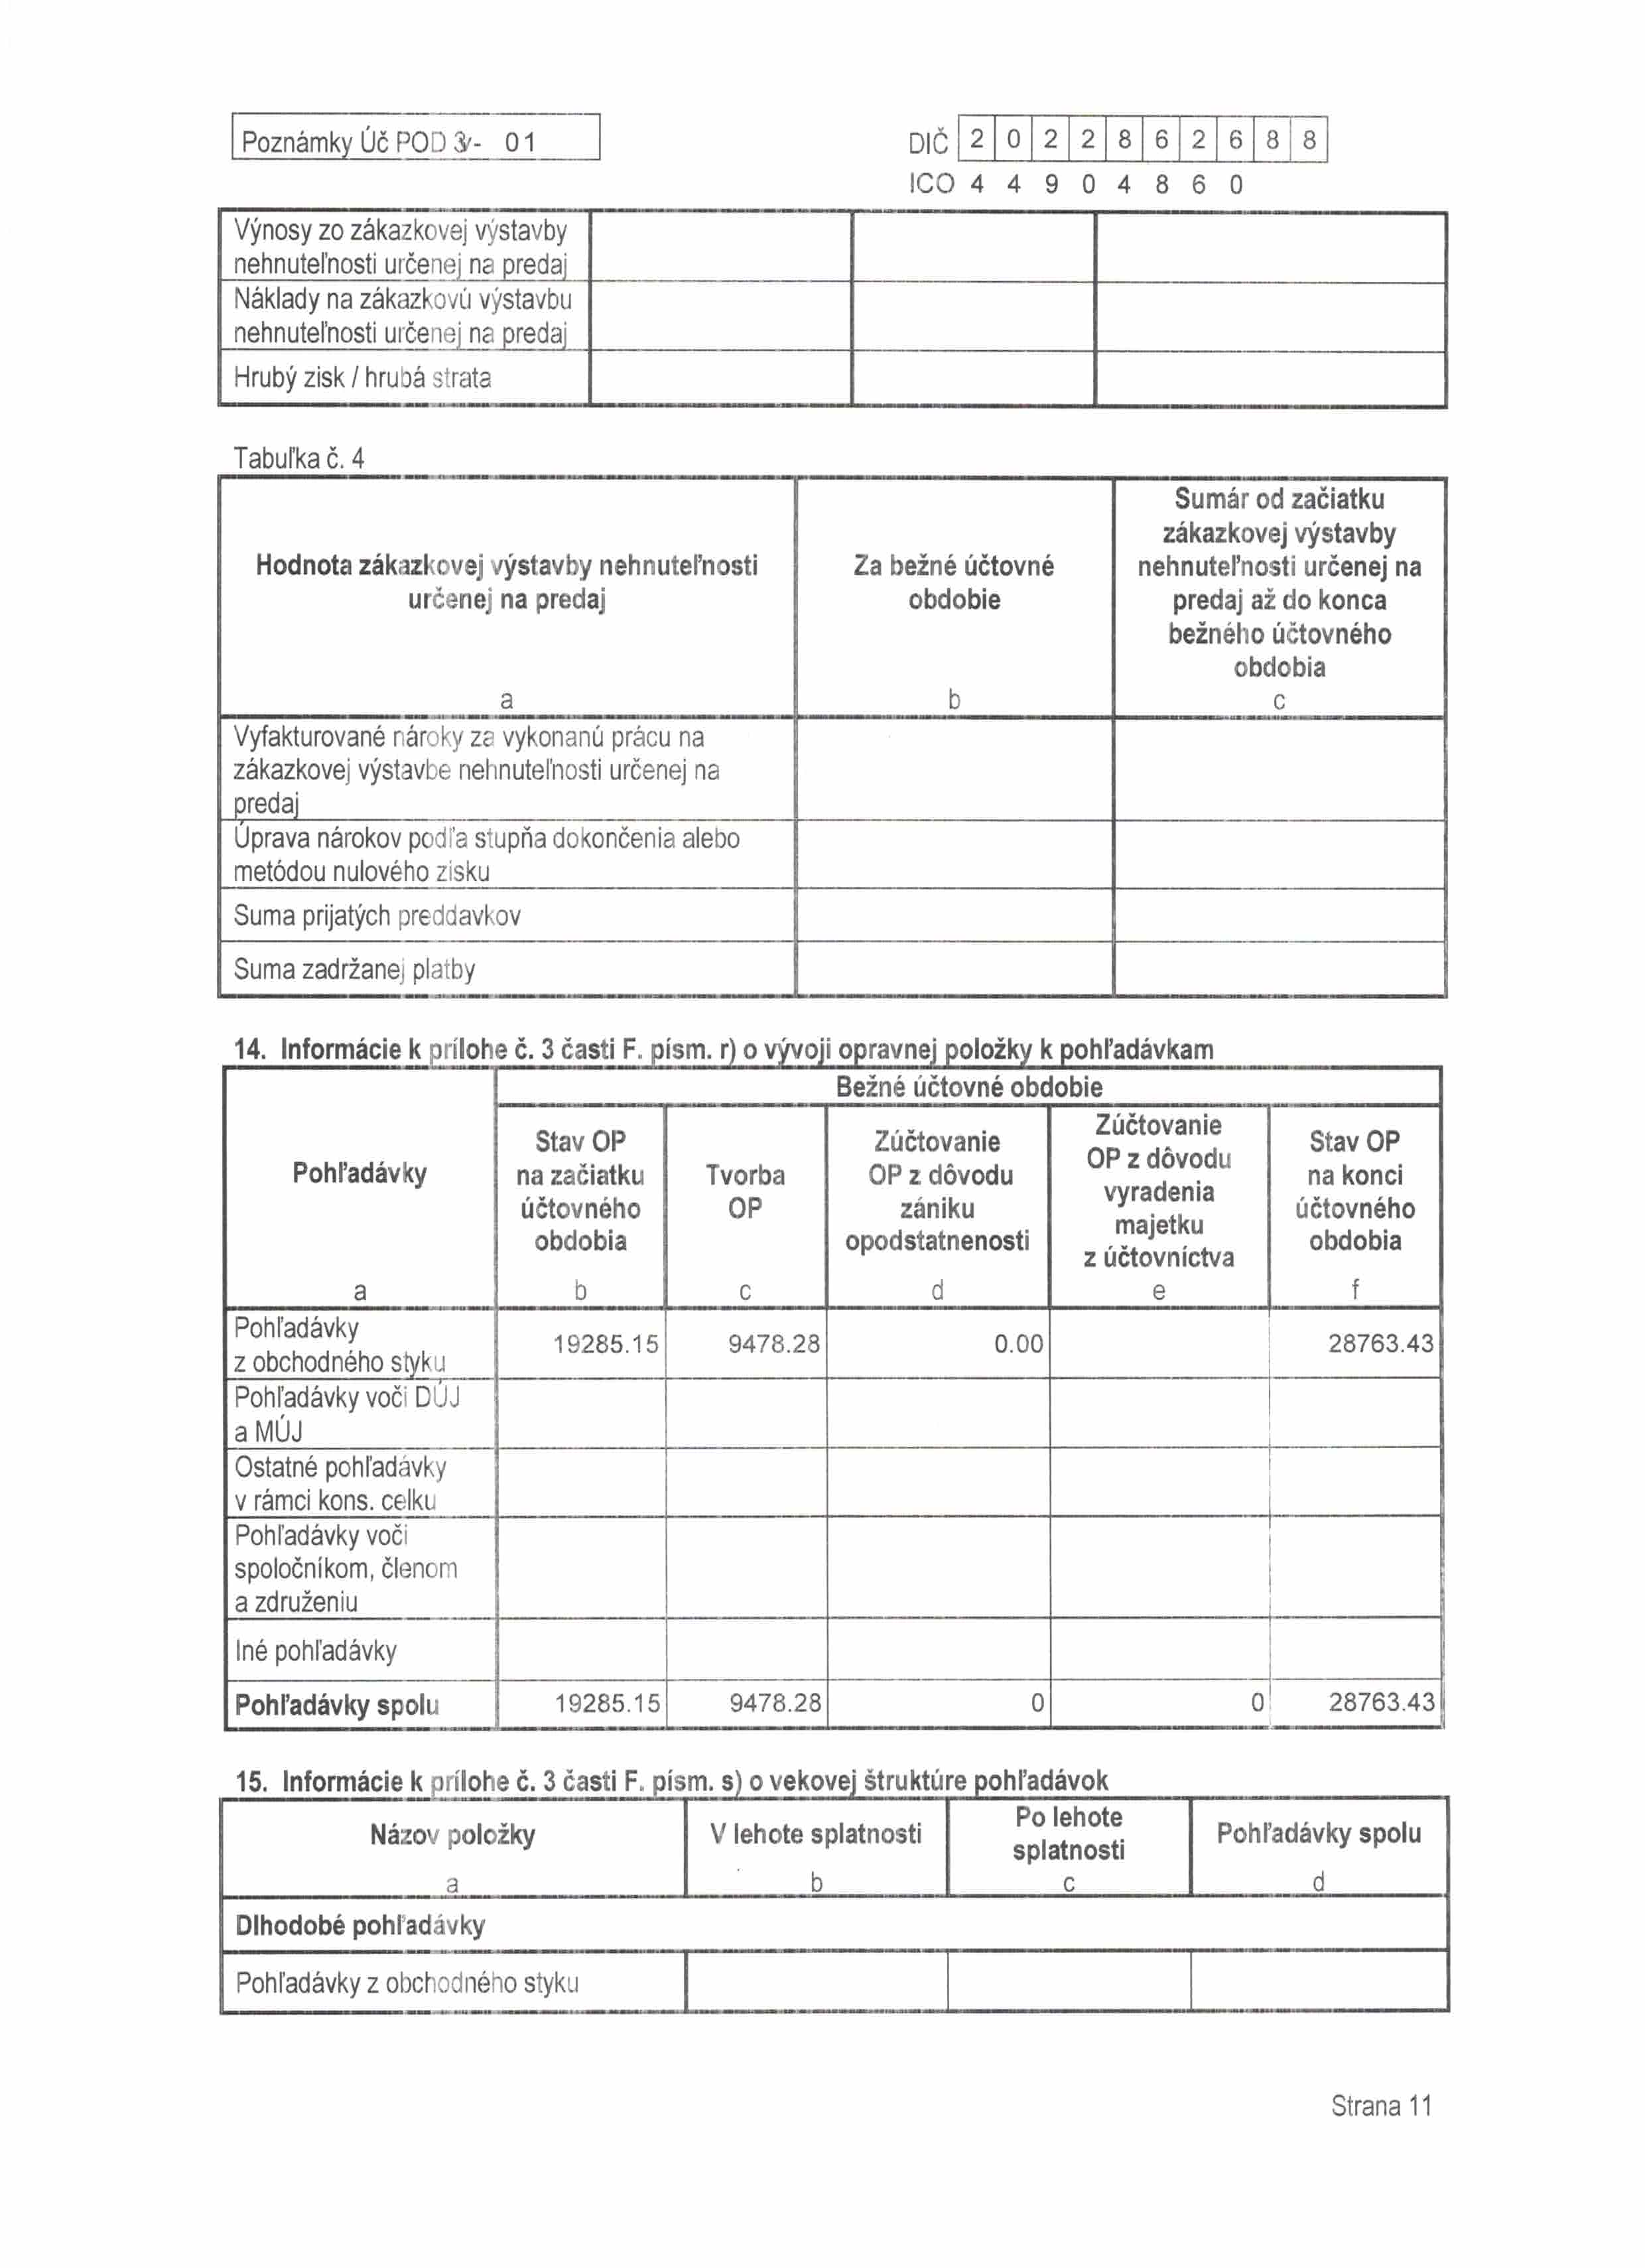 Poznámky Úč POD 3 - 01
DIČ 2 0 2 2 8 6 2 6 8 8
ICO 4 4 9 0 4 8 6 0
Výnosy zo zákazkovej výstavby
nehnuteľnosti určenej na predaj
Náklady na zákazkovú výstavbu
nehnuteľnosti určenej na predaj
Hrubý zisk / hrubá strata
Tabuľka č. 4
Hodnota zákazkovej výstavby nehnuteľnosti
určenej na predaj
a
Za bežné účtovné
obdobie
b
Sumár od začiatku
zákazkovej výstavby
nehnuteľnosti určenej na
predaj až do konca
bežného účtovného
obdobia
c
Vyfakturované nároky za vykonanú prácu na
zákazkovej výstavbe nehnuteľnosti určenej na
predaj
Úprava nárokov podľa stupňa dokončenia alebo
metódou nulového zisku
Suma prijatých preddavkov
Suma zadržanej platby
14. Informácie k prílohe č. 3 časti F. písm. r) o vývoji opravnej položky k pohľadávkam
Bežné účtovné obdobie
Pohľadávky
a
Stav OP
na začiatku
účtovného
obdobia
b
Tvorba
OP
c
Zúčtovanie
OP z dôvodu
zániku
opodstatnenosti
d
Zúčtovanie
OP z dôvodu
vyradenia
majetku
z účtovníctva
e
Stav OP
na konci
účtovného
obdobia
f
Pohľadávky
z obchodného styku
19285.15 9478.28 0.00 28763.43
Pohľadávky voči DÚJ
a MÚJ
Ostatné pohľadávky
v rámci kons. celku
Pohľadávky voči
spoločníkom, členom
a združeniu
Iné pohľadávky
Pohľadávky spolu 19285.15 9478.28 0 0 28763.43
15. Informácie k prílohe č. 3 časti F. písm. s) o vekovej štruktúre pohľadávok
Názov položky
a
V lehote splatnosti
b
Po lehote
splatnosti
c
Pohľadávky spolu
d
Dlhodobé pohľadávky
Pohľadávky z obchodného styku
Strana 11